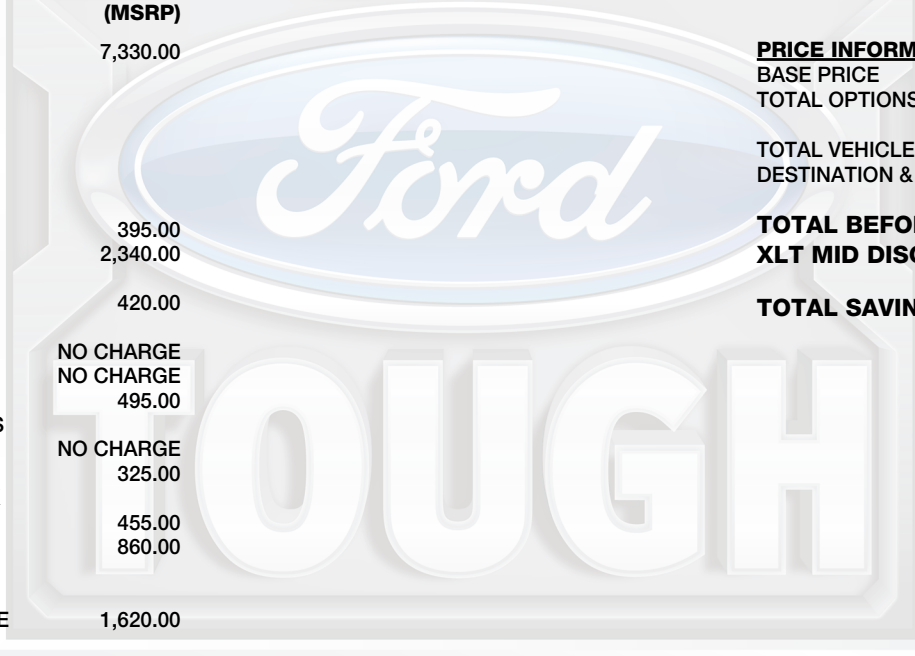 (MSRP)
7,330.00
395.00
2,340.00
420.00
NO CHARGE
NO CHARGE
495.00
S
NO CHARGE
325.00
455.00
860.00
E 1,620.00
PRICE INFORM
BASE PRICE
TOTAL OPTIONS
TOTAL VEHICLE
DESTINATION &
TOTAL BEFO
XLT MID DISC
TOTAL SAVIN
Ford
TOUGH